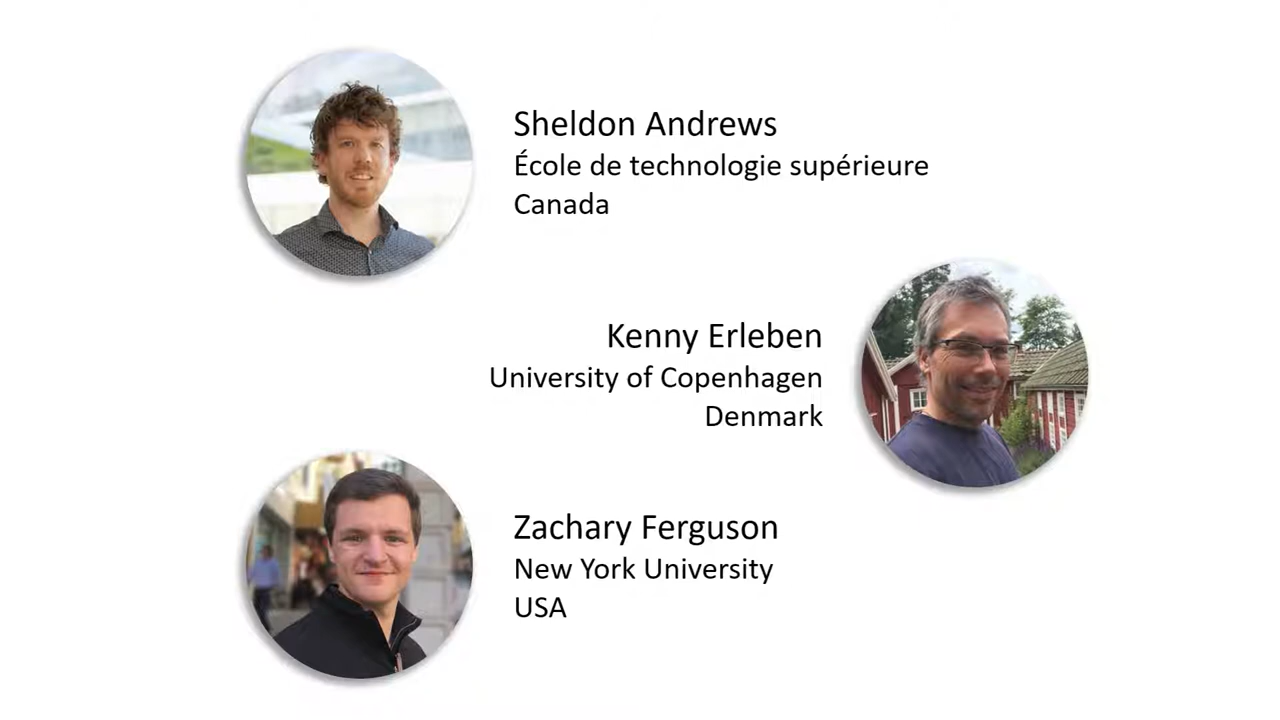 Sheldon Andrews
École de technologie supérieure
Canada
Kenny Erleben
University of Copenhagen
Denmark
Zachary Ferguson
New York University
USA